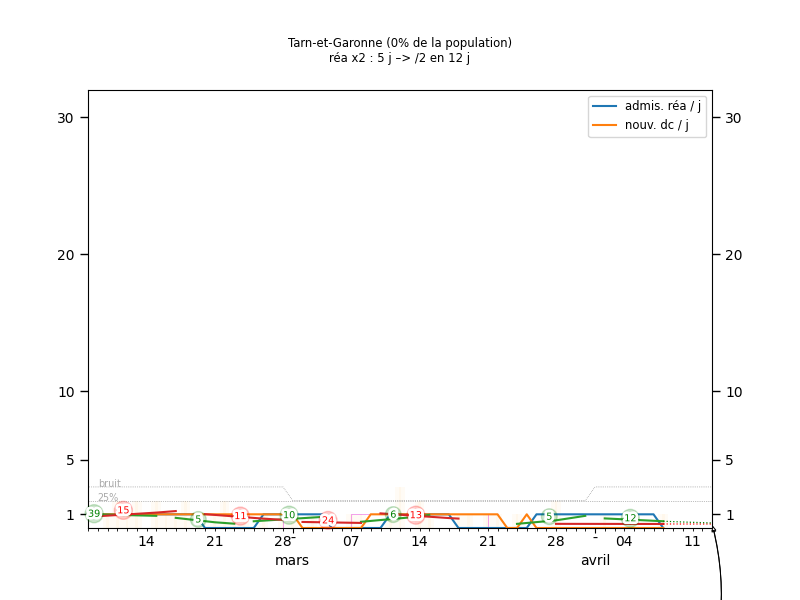 Tarn-et-Garonne (0% de la population)
réa x2 : 5 j –> /2 en 12 j
admis. réa / j
nouv. dc / j
30 30
20 20
10 10
5 5
bruit
25%
1 39 15 5 11 10 24 6 13 5 12 1
14 21 28 07 14 21 28 04 11
mars avril